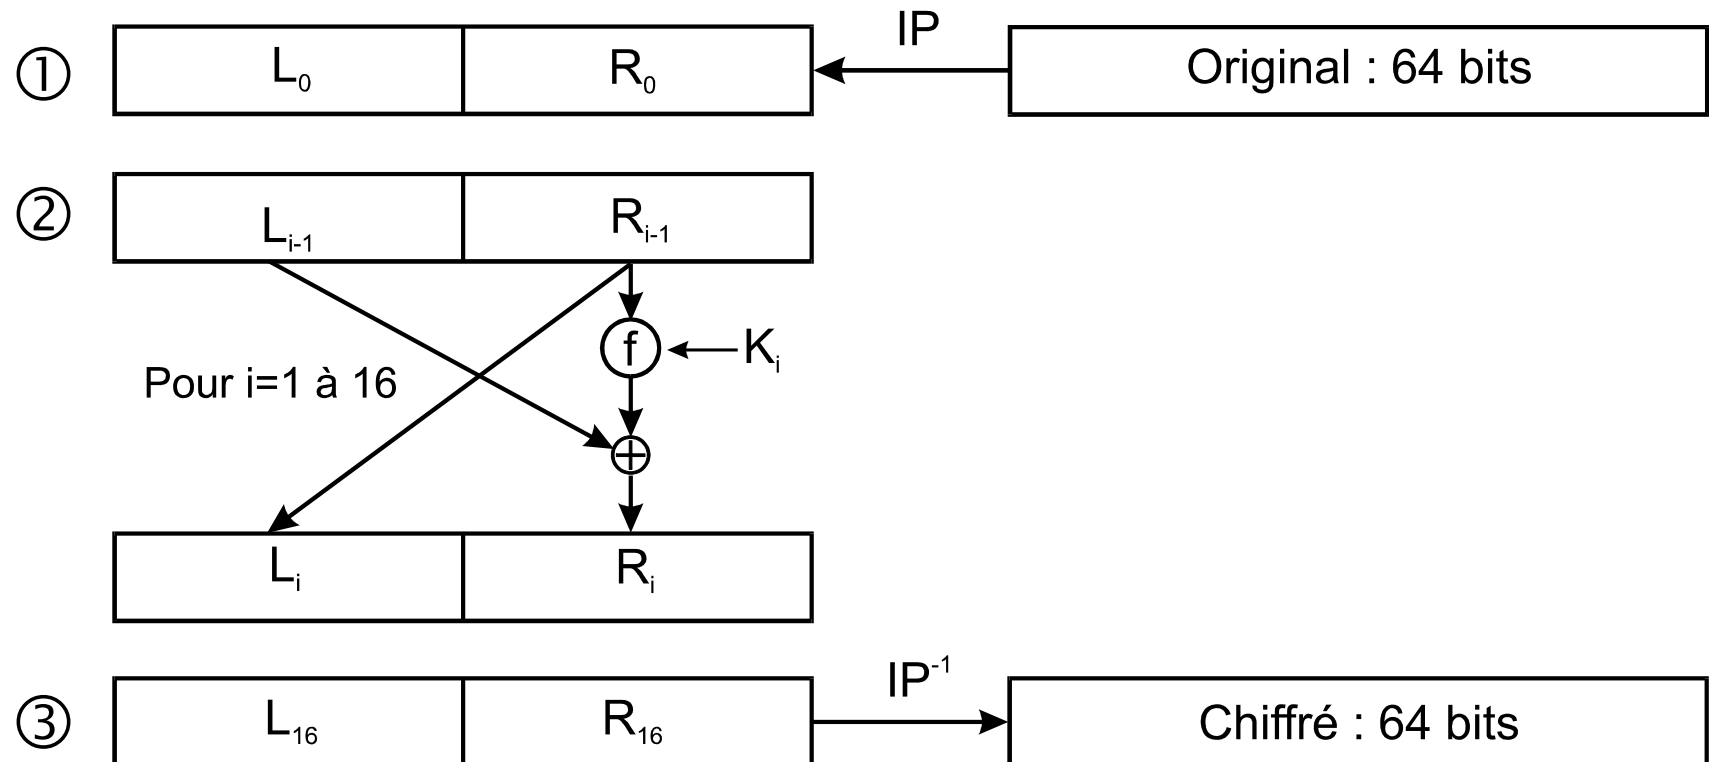 ① L₀ R₀ IP Original : 64 bits
② Lᵢ₋₁ Rᵢ₋₁
f Kᵢ
Pour i=1 à 16
Lᵢ Rᵢ
③ L₁₆ R₁₆ IP⁻¹ Chiffré : 64 bits